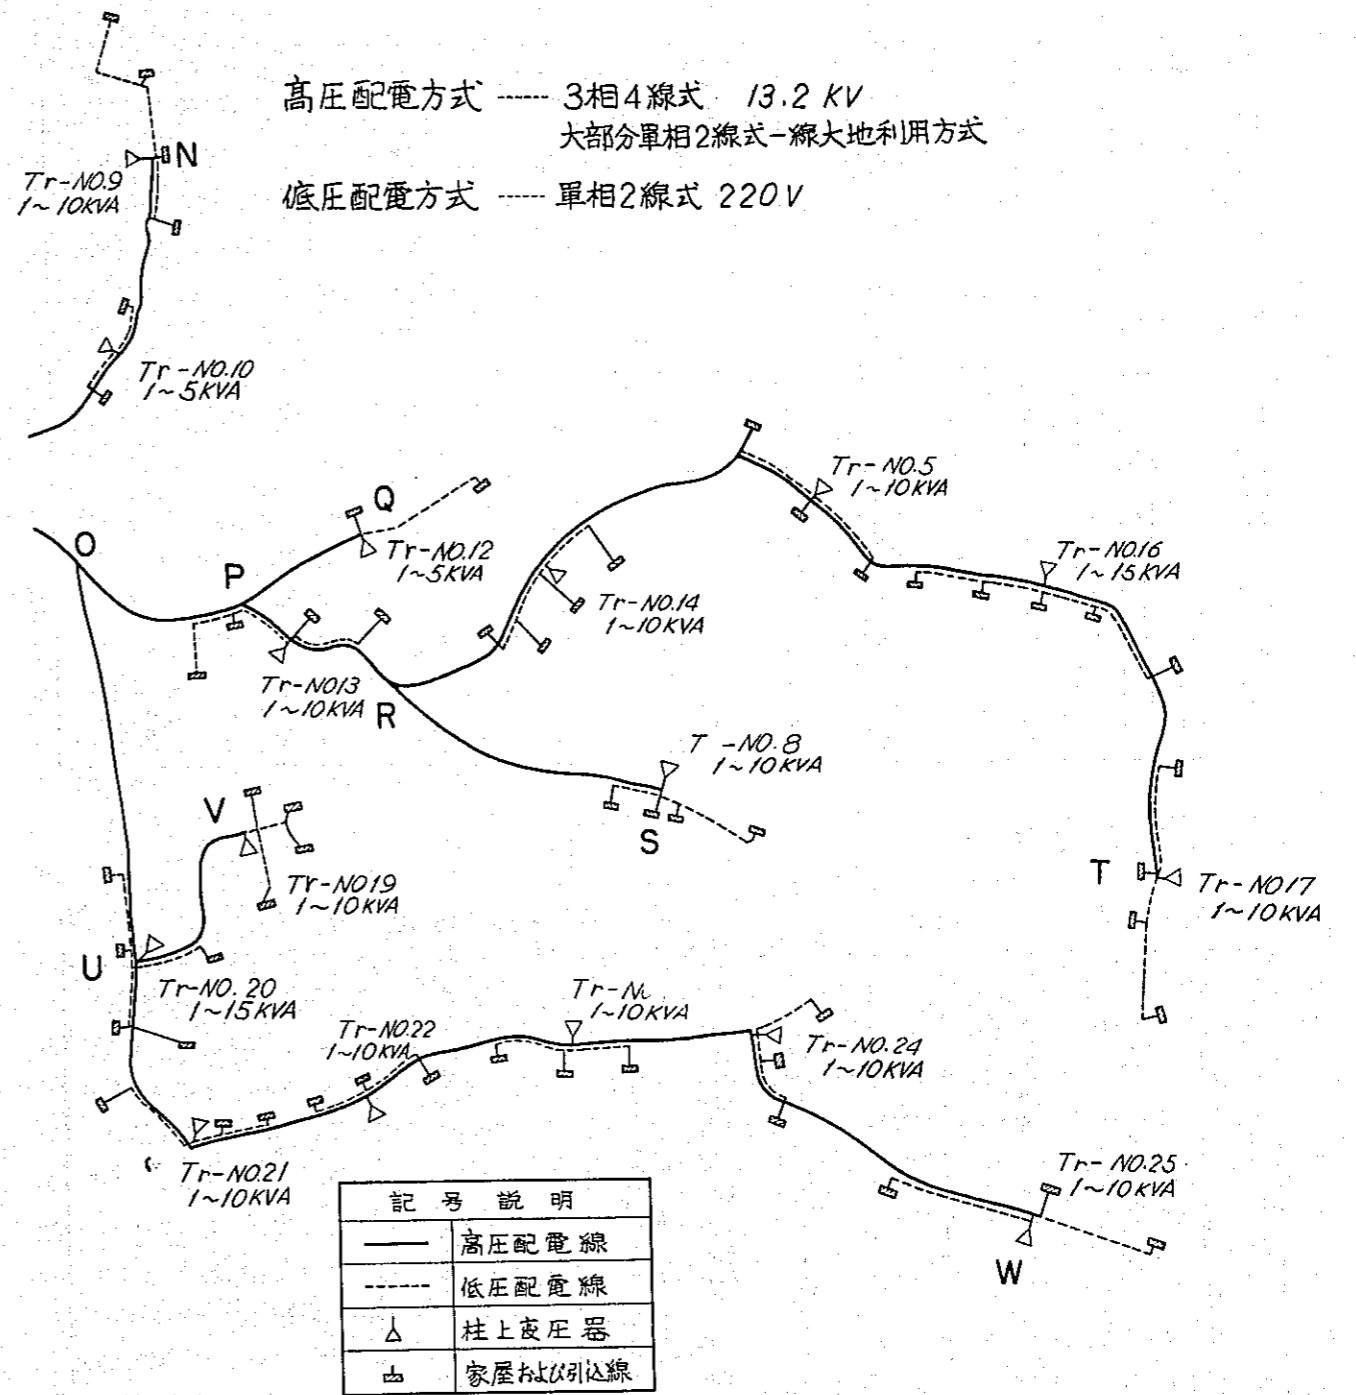 高圧配電方式 ------ 3相4線式 13.2 KV
大部分單相2線式-線大地利用方式
低圧配電方式 ------ 單相2線式 220V
N
Tr-NO.9
1~10KVA
Tr-NO.10
1~5KVA
O
P
Q
Tr-NO.12
1~5KVA
Tr-NO13
1~10KVA
R
Tr-NO.14
1~10KVA
Tr-NO.5
1~10KVA
Tr-NO.16
1~15KVA
T -NO.8
1~10KVA
S
T
Tr-NO17
1~10KVA
V
Tr-NO19
1~10KVA
U
Tr-NO.20
1~15KVA
Tr-NO.21
1~10KVA
Tr-NO.22
1~10KVA
Tr-N
1~10KVA
Tr-NO.24
1~10KVA
Tr-NO.25
1~10KVA
W
記号説明
高圧配電線
低圧配電線
柱上変圧器
家屋および引込線